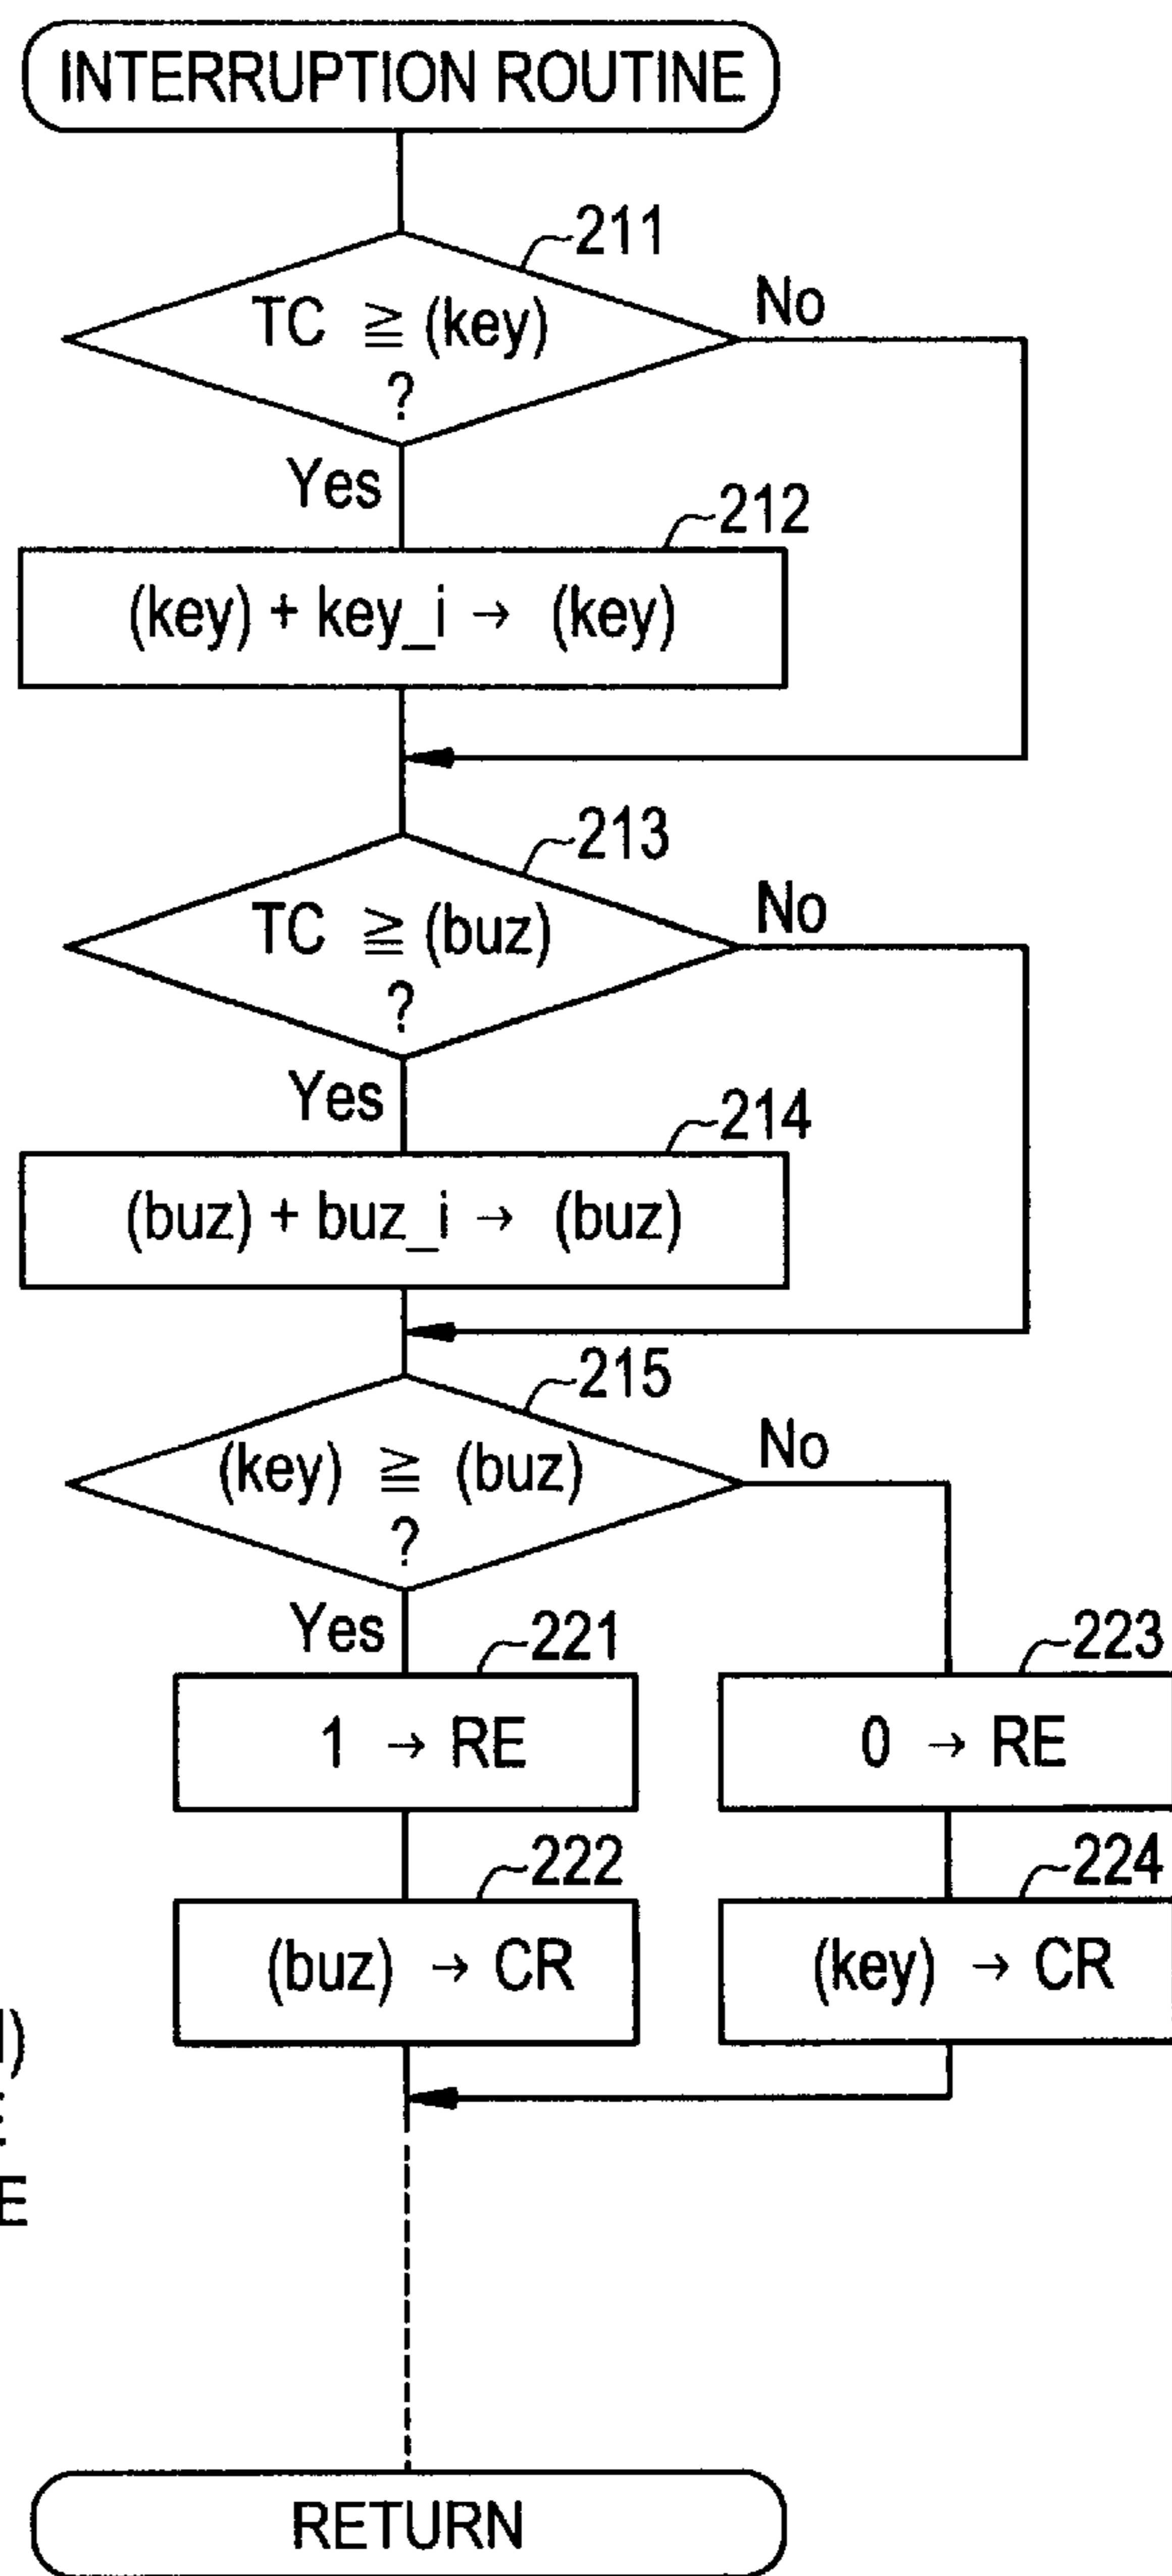 INTERRUPTION ROUTINE
211
TC ≧ (key)
?
No
Yes
212
(key) + key_i → (key)
213
TC ≧ (buz)
?
No
Yes
214
(buz) + buz_i → (buz)
215
(key) ≧ (buz)
?
No
Yes
221
1 → RE
223
0 → RE
222
(buz) → CR
224
(key) → CR
RETURN